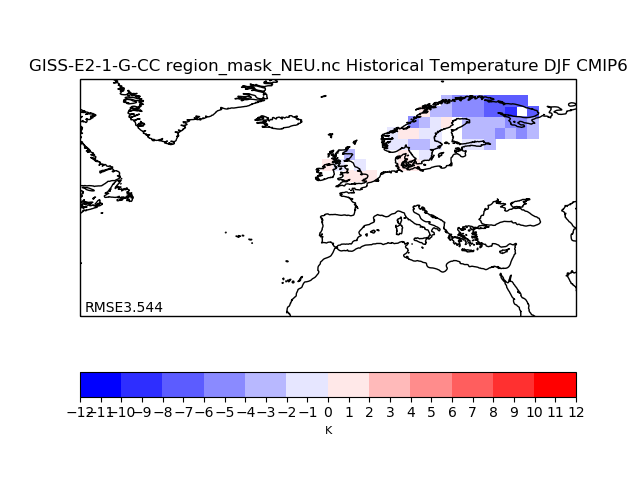 GISS-E2-1-G-CC region_mask_NEU.nc Historical Temperature DJF CMIP6
RMSE3.544
−12−11−10 −9 −8 −7 −6 −5 −4 −3 −2 −1 0 1 2 3 4 5 6 7 8 9 10 11 12
K